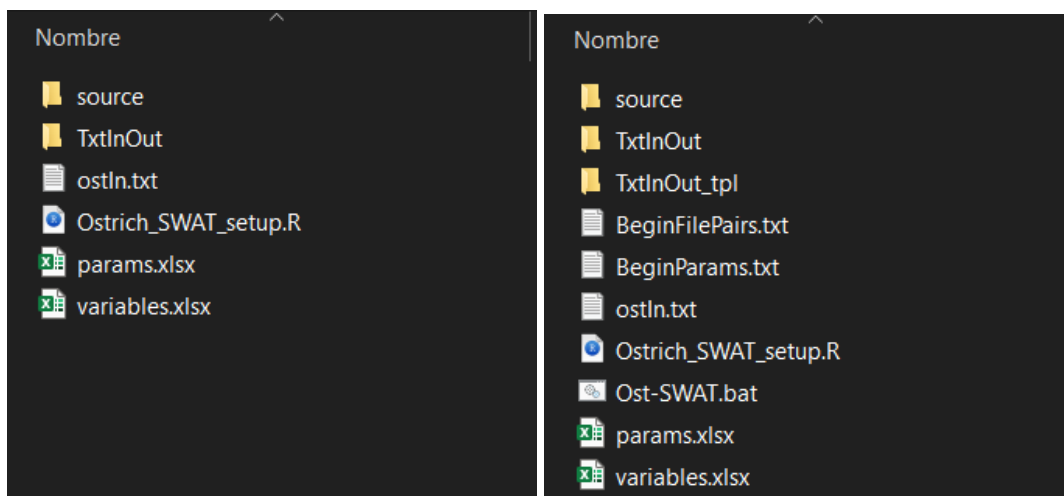 Nombre
source
TxtInOut
ostIn.txt
Ostrich_SWAT_setup.R
params.xlsx
variables.xlsx
Nombre
source
TxtInOut
TxtInOut_tpl
BeginFilePairs.txt
BeginParams.txt
ostIn.txt
Ostrich_SWAT_setup.R
Ost-SWAT.bat
params.xlsx
variables.xlsx